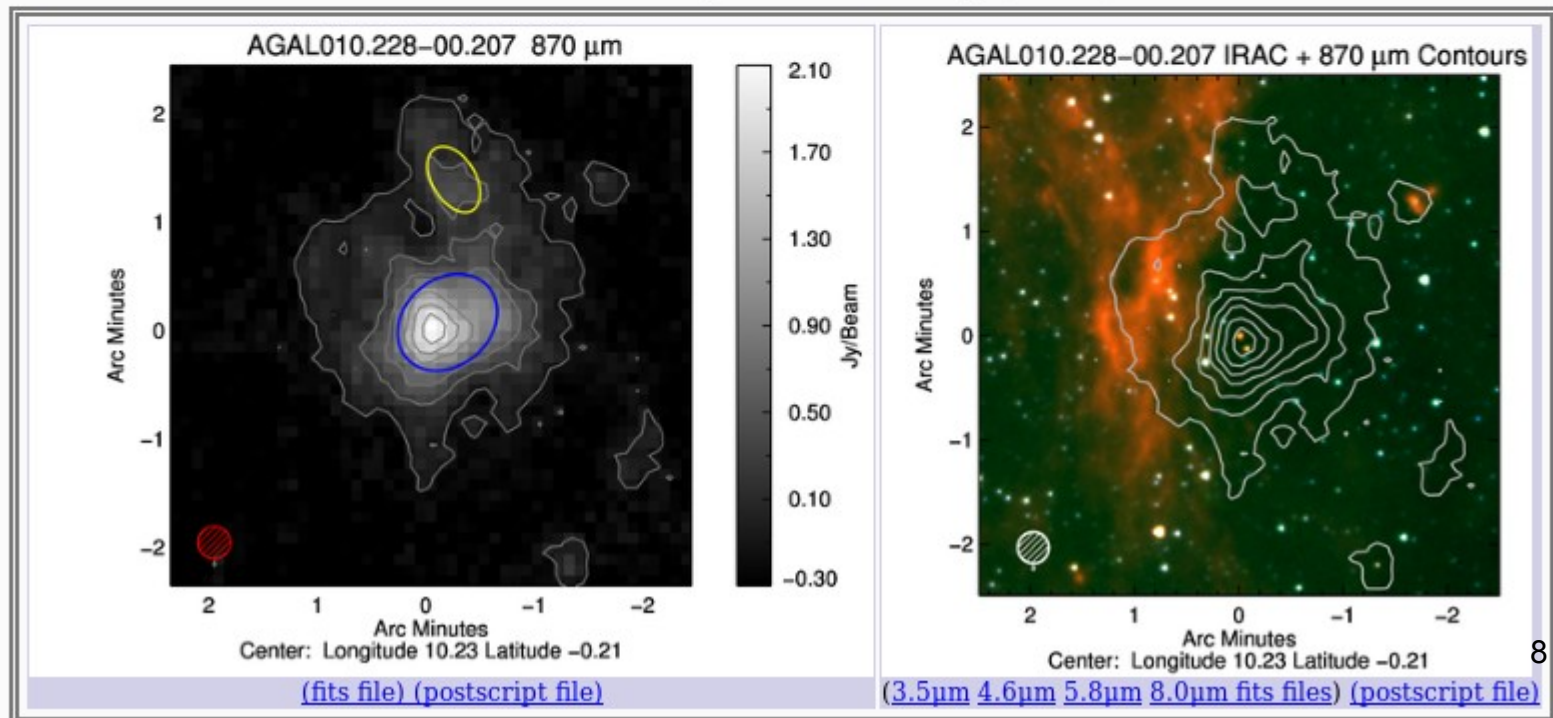 AGAL010.228−00.207 870 µm
2
1
0
−1
−2
Arc Minutes
2 1 0 −1 −2
Arc Minutes
Center: Longitude 10.23 Latitude −0.21
2.10
1.70
1.30
0.90
0.50
0.10
−0.30
Jy/Beam
(fits file) (postscript file)
AGAL010.228−00.207 IRAC + 870 µm Contours
2
1
0
−1
−2
Arc Minutes
2 1 0 −1 −2
Arc Minutes
Center: Longitude 10.23 Latitude −0.21
8
(3.5µm 4.6µm 5.8µm 8.0µm fits files) (postscript file)